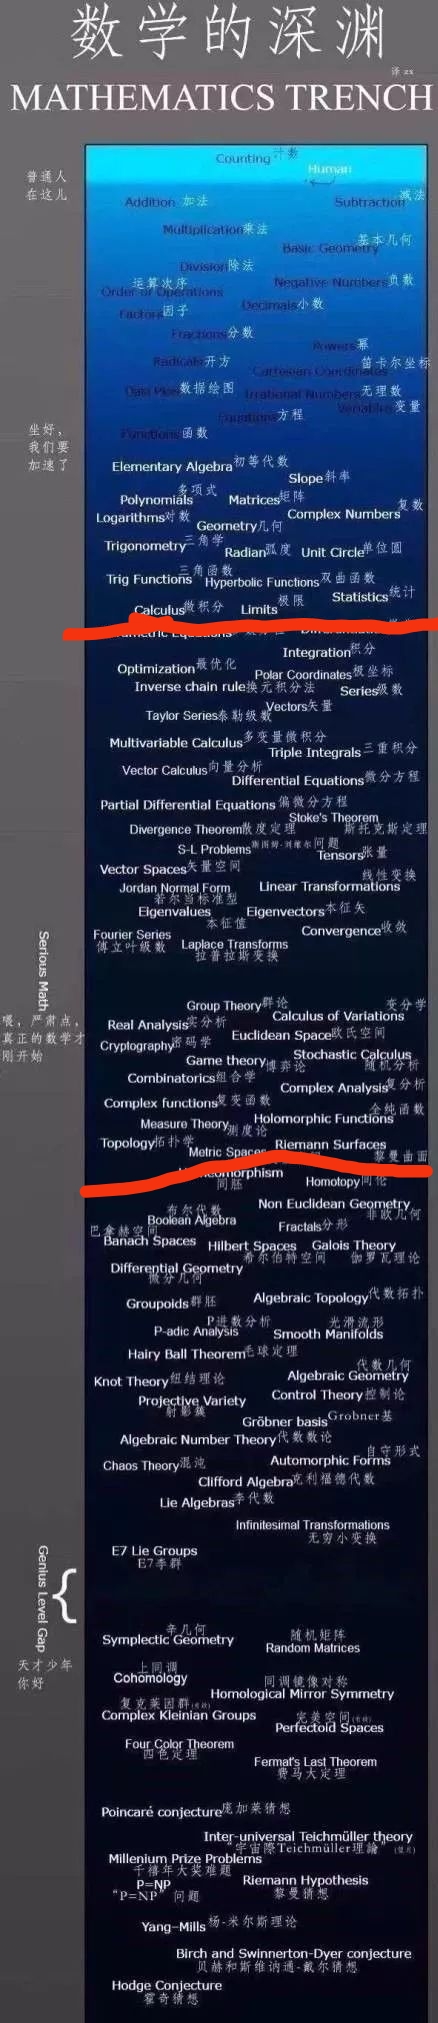 数学的深渊
译 zx
MATHEMATICS TRENCH
Counting 计数
Human
普通人
在这儿
Addition 加法
Subtraction 减法
Multiplication 乘法
Basic Geometry 基本几何
Division 除法
Order of Operations 运算次序
Negative Numbers 负数
Factors 因子
Decimals 小数
Fractions 分数
Powers 幂
Radicals 开方
Cartesian Coordinates 笛卡尔坐标
Data Plots 数据绘图
Irrational Numbers 无理数
Variables 变量
Equations 方程
Functions 函数
坐好,
我们要
加速了
Elementary Algebra 初等代数
Slope 斜率
Polynomials 多项式
Matrices 矩阵
Logarithms 对数
Complex Numbers 复数
Geometry 几何
Trigonometry 三角学
Radian 弧度
Unit Circle 单位圆
Trig Functions 三角函数
Hyperbolic Functions 双曲函数
Statistics 统计
Calculus 微积分
Limits 极限
Integration 积分
Optimization 最优化
Polar Coordinates 极坐标
Inverse chain rule 换元积分法
Series 级数
Vectors 矢量
Taylor Series 泰勒级数
Multivariable Calculus 多变量微积分
Triple Integrals 三重积分
Vector Calculus 向量分析
Differential Equations 微分方程
Partial Differential Equations 偏微分方程
Stoke's Theorem
斯托克斯定理
Divergence Theorem 散度定理
S-L Problems 斯图姆-刘维尔问题
Tensors 张量
Vector Spaces 矢量空间
线性变换
Linear Transformations
Jordan Normal Form
若尔当标准型
Eigenvalues
本征值
Eigenvectors 本征矢
Convergence 收敛
Fourier Series
傅立叶级数
Laplace Transforms
拉普拉斯变换
Serious Math
喂,严肃点,
真正的数学才
刚开始
Group Theory 群论
变分学
Calculus of Variations
Real Analysis 实分析
Euclidean Space 欧氏空间
Cryptography 密码学
Stochastic Calculus
随机分析
Game theory 博弈论
Combinatorics 组合学
Complex Analysis 复分析
Complex functions 复变函数
全纯函数
Holomorphic Functions
Measure Theory 测度论
Topology 拓扑学
Riemann Surfaces
黎曼曲面
Metric Spaces
同胚
Homotopy 同伦
Non Euclidean Geometry
非欧几何
布尔代数
Boolean Algebra
Fractals 分形
巴拿赫空间
Banach Spaces
Hilbert Spaces
希尔伯特空间
Galois Theory
伽罗瓦理论
Differential Geometry
微分几何
Algebraic Topology 代数拓扑
Groupoids 群胚
P进数分析
P-adic Analysis
光滑流形
Smooth Manifolds
Hairy Ball Theorem 毛球定理
代数几何
Algebraic Geometry
Knot Theory 纽结理论
Control Theory 控制论
Projective Variety
射影簇
Gröbner basis Grobner基
Algebraic Number Theory 代数数论
自守形式
Automorphic Forms
Chaos Theory 混沌
Clifford Algebra 克利福德代数
Lie Algebras 李代数
Infinitesimal Transformations
无穷小变换
E7 Lie Groups
E7李群
Genius Level Gap
{
天才少年
你好
辛几何
Symplectic Geometry
随机矩阵
Random Matrices
上同调
Cohomology
同调镜像对称
Homological Mirror Symmetry
复克莱因群
Complex Kleinian Groups
完美空间
Perfectoid Spaces
Four Color Theorem
四色定理
Fermat's Last Theorem
费马大定理
Poincaré conjecture 庞加莱猜想
Inter-universal Teichmüller theory
"宇宙際Teichmüller理論"
Millenium Prize Problems
千禧年大奖难题
P=NP
"P=NP" 问题
Riemann Hypothesis
黎曼猜想
Yang-Mills 杨-米尔斯理论
Birch and Swinnerton-Dyer conjecture
贝赫和斯维讷通-戴尔猜想
Hodge Conjecture
霍奇猜想